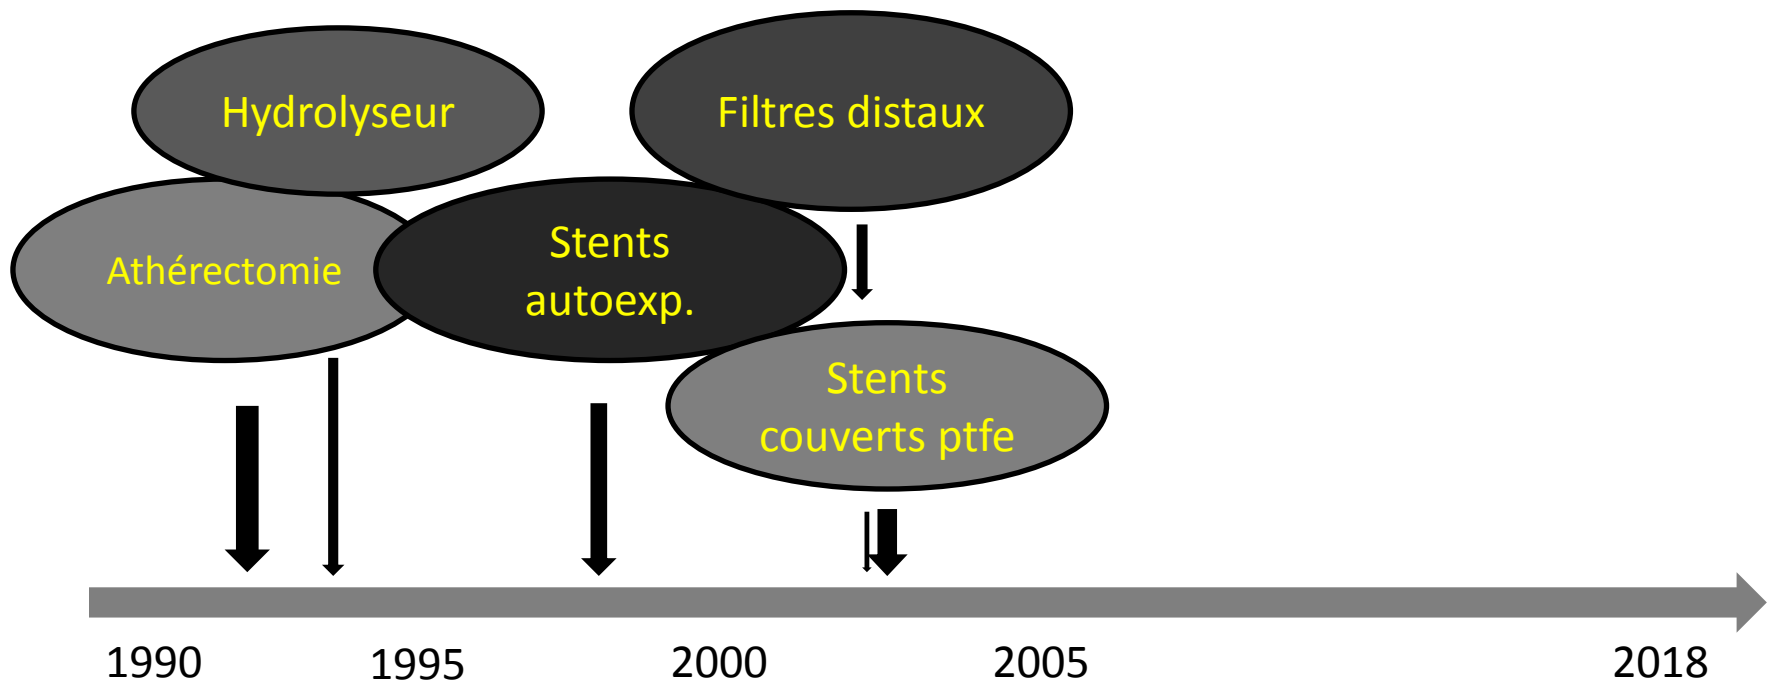 Hydrolyseur
Filtres distaux
Athérectomie
Stents
autoexp.
Stents
couverts ptfe
1990
1995
2000
2005
2018